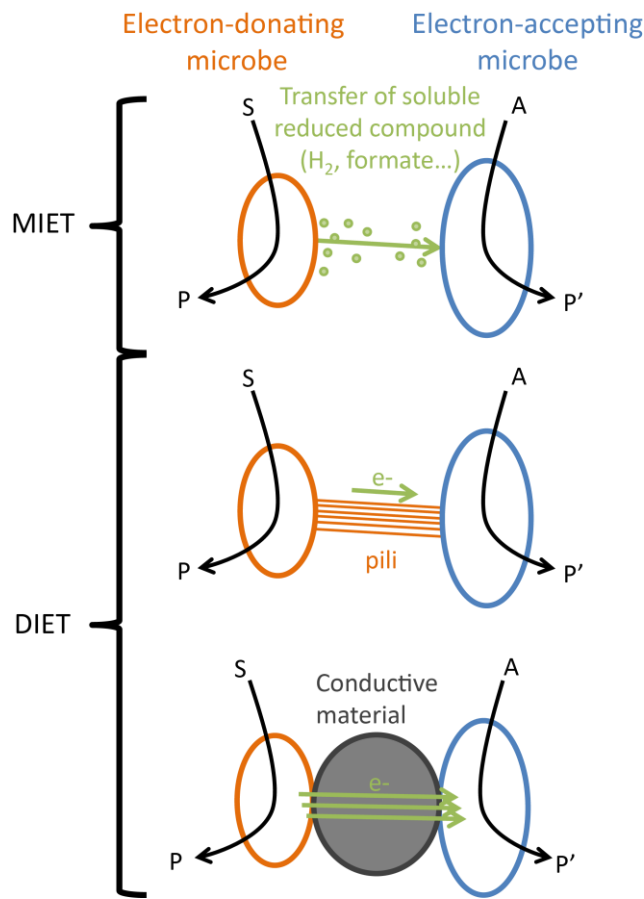 Electron-donating
microbe
Electron-accepting
microbe
Transfer of soluble
reduced compound
(H₂, formate…)
S
A
MIET
P
P’
S
A
e-
pili
P
P’
DIET
S
Conductive
material
A
e-
P
P’